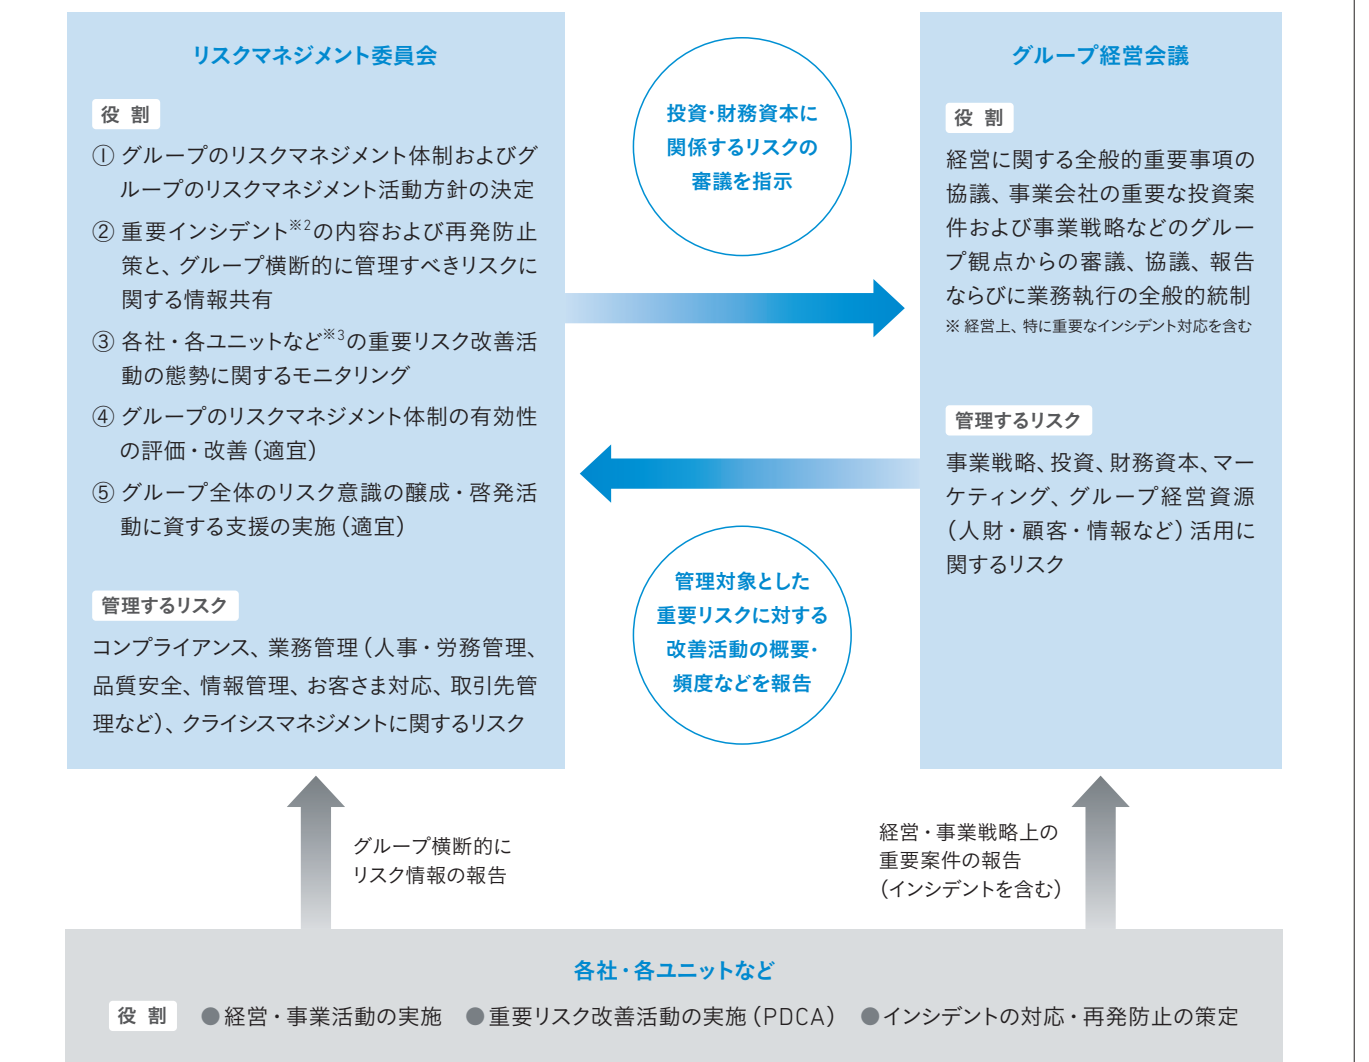 リスクマネジメント委員会
役 割
① グループのリスクマネジメント体制およびグ
ループのリスクマネジメント活動方針の決定
② 重要インシデント※2の内容および再発防止
策と、グループ横断的に管理すべきリスクに
関する情報共有
③ 各社・各ユニットなど※3の重要リスク改善活
動の態勢に関するモニタリング
④ グループのリスクマネジメント体制の有効性
の評価・改善（適宜）
⑤ グループ全体のリスク意識の醸成・啓発活
動に資する支援の実施（適宜）
管理するリスク
コンプライアンス、業務管理（人事・労務管理、
品質安全、情報管理、お客さま対応、取引先管
理など）、クライシスマネジメントに関するリスク
投資・財務資本に
関係するリスクの
審議を指示
管理対象とした
重要リスクに対する
改善活動の概要・
頻度などを報告
グループ経営会議
役 割
経営に関する全般的重要事項の
協議、事業会社の重要な投資案
件および事業戦略などのグルー
プ観点からの審議、協議、報告
ならびに業務執行の全般的統制
※ 経営上、特に重要なインシデント対応を含む
管理するリスク
事業戦略、投資、財務資本、マー
ケティング、グループ経営資源
（人財・顧客・情報など）活用に
関するリスク
グループ横断的に
リスク情報の報告
経営・事業戦略上の
重要案件の報告
（インシデントを含む）
各社・各ユニットなど
役 割 ●経営・事業活動の実施 ●重要リスク改善活動の実施（PDCA） ●インシデントの対応・再発防止の策定